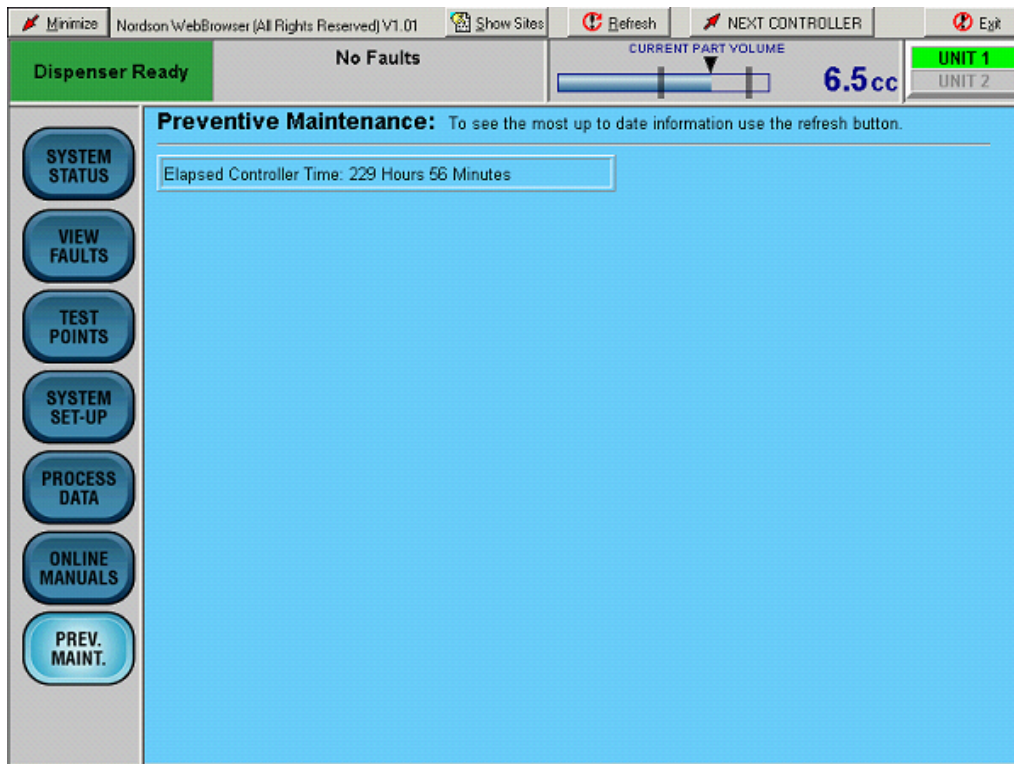 Minimize
Nordson WebBrowser (All Rights Reserved) V1.01
Show Sites
Refresh
NEXT CONTROLLER
Exit
Dispenser Ready
No Faults
CURRENT PART VOLUME
6.5 cc
UNIT 1
UNIT 2
Preventive Maintenance: To see the most up to date information use the refresh button.
Elapsed Controller Time: 229 Hours 56 Minutes
SYSTEM
STATUS
VIEW
FAULTS
TEST
POINTS
SYSTEM
SET-UP
PROCESS
DATA
ONLINE
MANUALS
PREV.
MAINT.